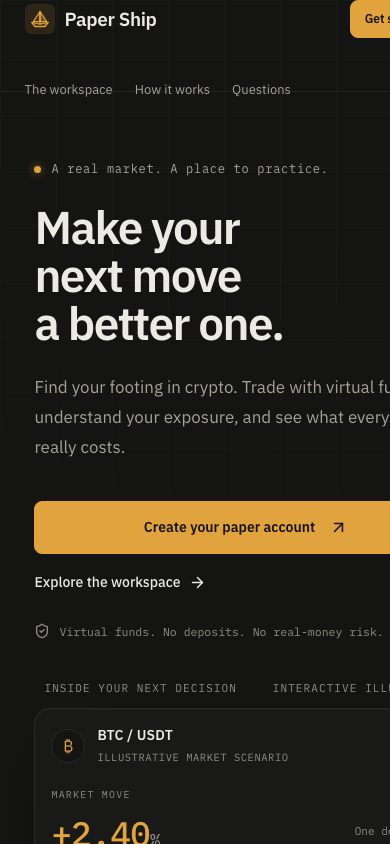 Paper Ship
Get
The workspace How it works Questions
A real market. A place to practice.
Make your
next move
a better one.
Find your footing in crypto. Trade with virtual
understand your exposure, and see what every
really costs.
Create your paper account
Explore the workspace
Virtual funds. No deposits. No real-money risk.
INSIDE YOUR NEXT DECISION INTERACTIVE
BTC / USDT
ILLUSTRATIVE MARKET SCENARIO
MARKET MOVE
+2.40%
One